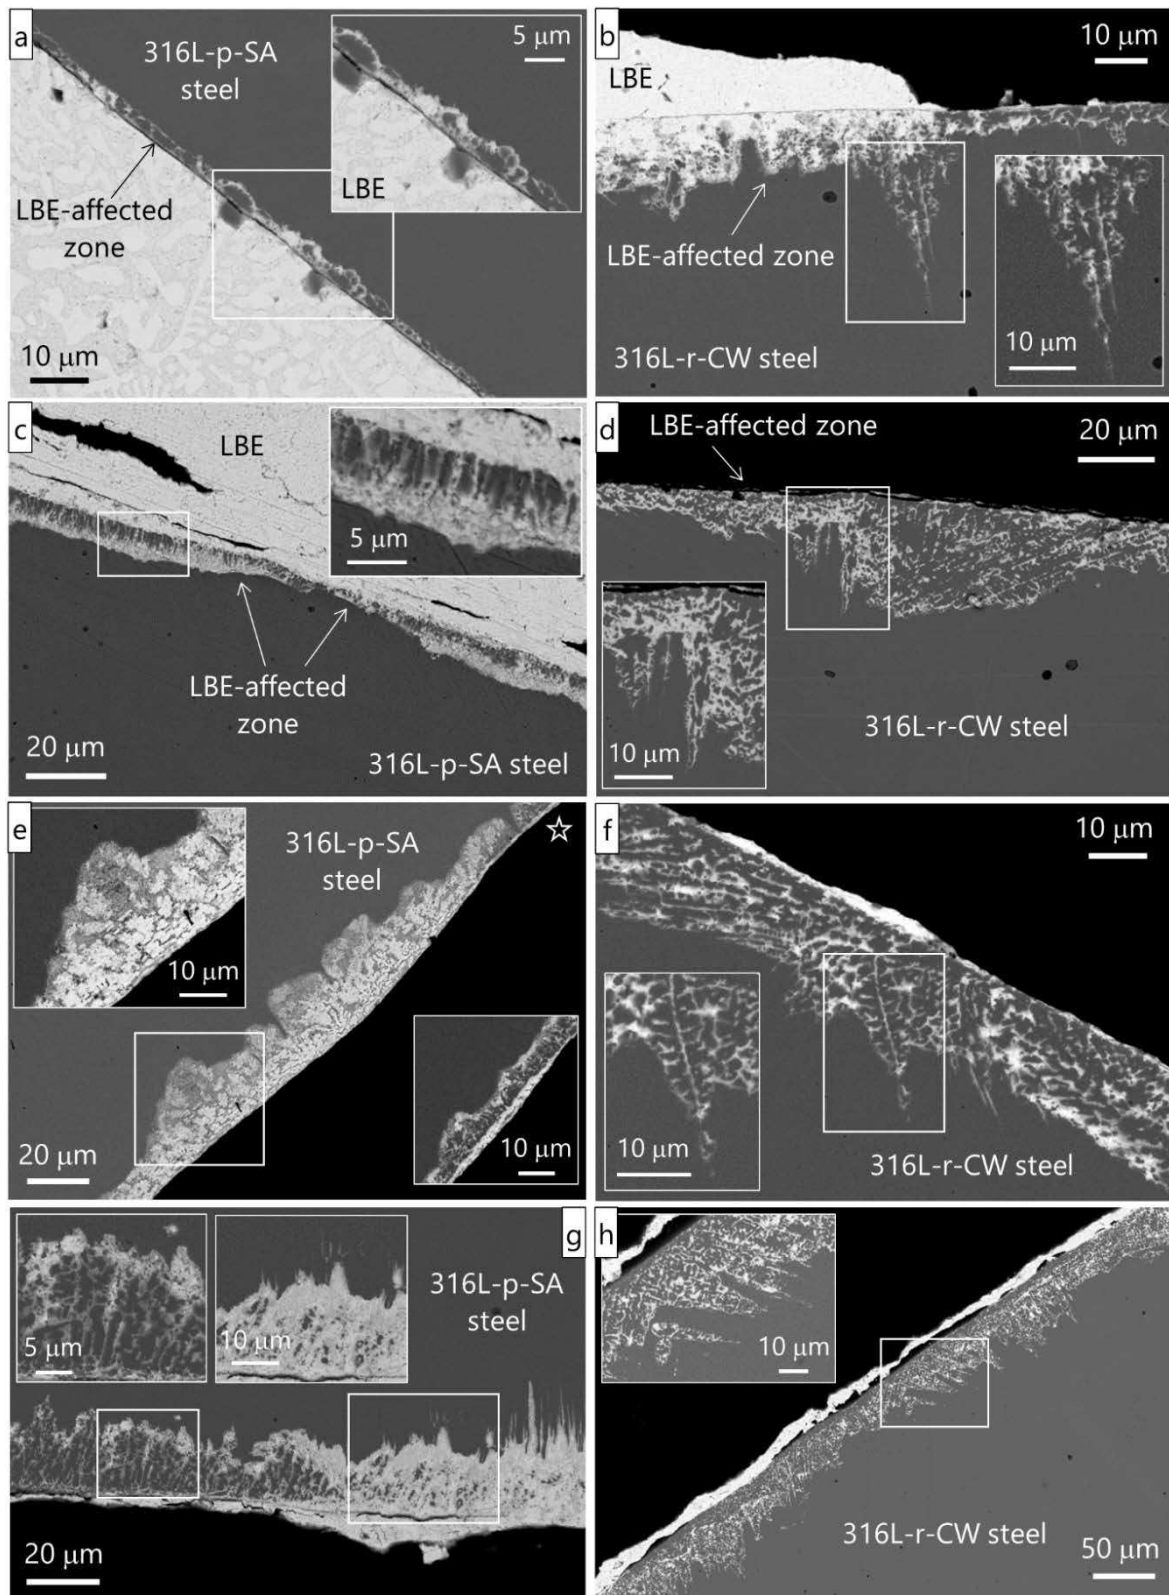 a
316L-p-SA
steel
5 μm
LBE-affected
zone
LBE
10 μm
b
10 μm
LBE
LBE-affected zone
316L-r-CW steel
10 μm
c
LBE
5 μm
LBE-affected
zone
20 μm
316L-p-SA steel
d
LBE-affected zone
20 μm
10 μm
316L-r-CW steel
e
316L-p-SA
steel
10 μm
20 μm
10 μm
f
10 μm
10 μm
316L-r-CW steel
g
316L-p-SA
steel
5 μm
10 μm
20 μm
h
10 μm
316L-r-CW steel
50 μm